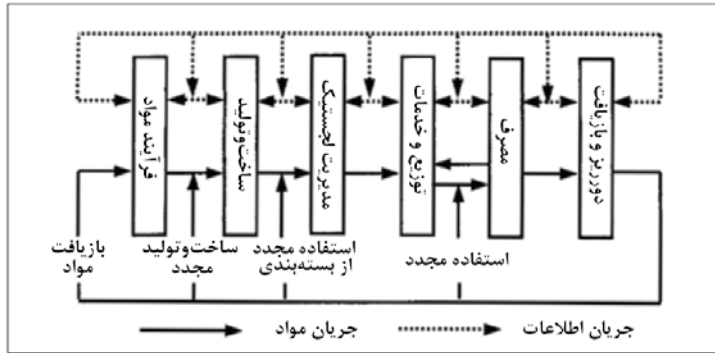 فرآیند مواد
ساخت‌وتولید
مدیریت لجستیک
توزیع و خدمات
مصرف
دورریز و بازیافت
بازیافت
مواد
ساخت‌وتولید
مجدد
استفاده مجدد
از بسته‌بندی
استفاده مجدد
جریان مواد
جریان اطلاعات